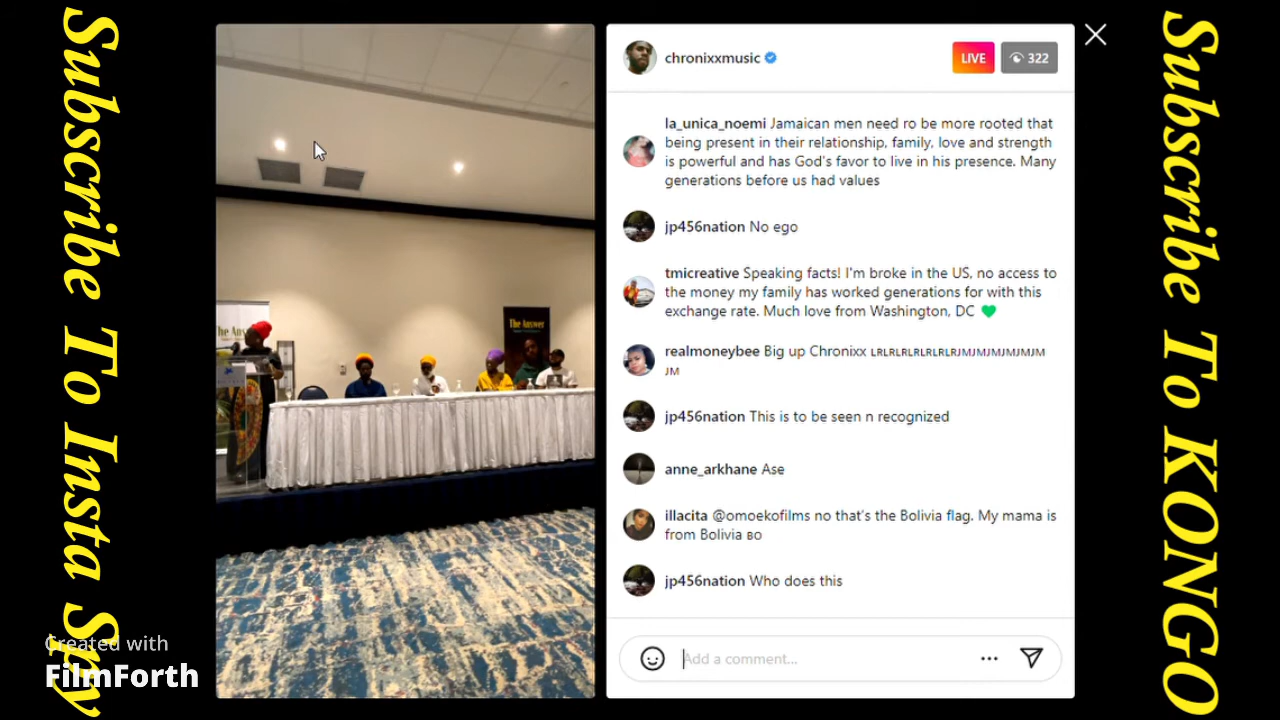 Subscribe To Insta Spy
The Answer
The Answer
chronixxmusic
LIVE
322
la_unica_noemi Jamaican men need ro be more rooted that
being present in their relationship, family, love and strength
is powerful and has God's favor to live in his presence. Many
generations before us had values
jp456nation No ego
tmicreative Speaking facts! I'm broke in the US, no access to
the money my family has worked generations for with this
exchange rate. Much love from Washington, DC 💚
realmoneybee Big up Chronixx LRLRLRLRLRLRLRJMJMJMJMJMJM
JM
jp456nation This is to be seen n recognized
anne_arkhane Ase
illacita @omoekofilms no that's the Bolivia flag. My mama is
from Bolivia BO
jp456nation Who does this
Add a comment...
Subscribe To KONGO
Created with
FilmForth